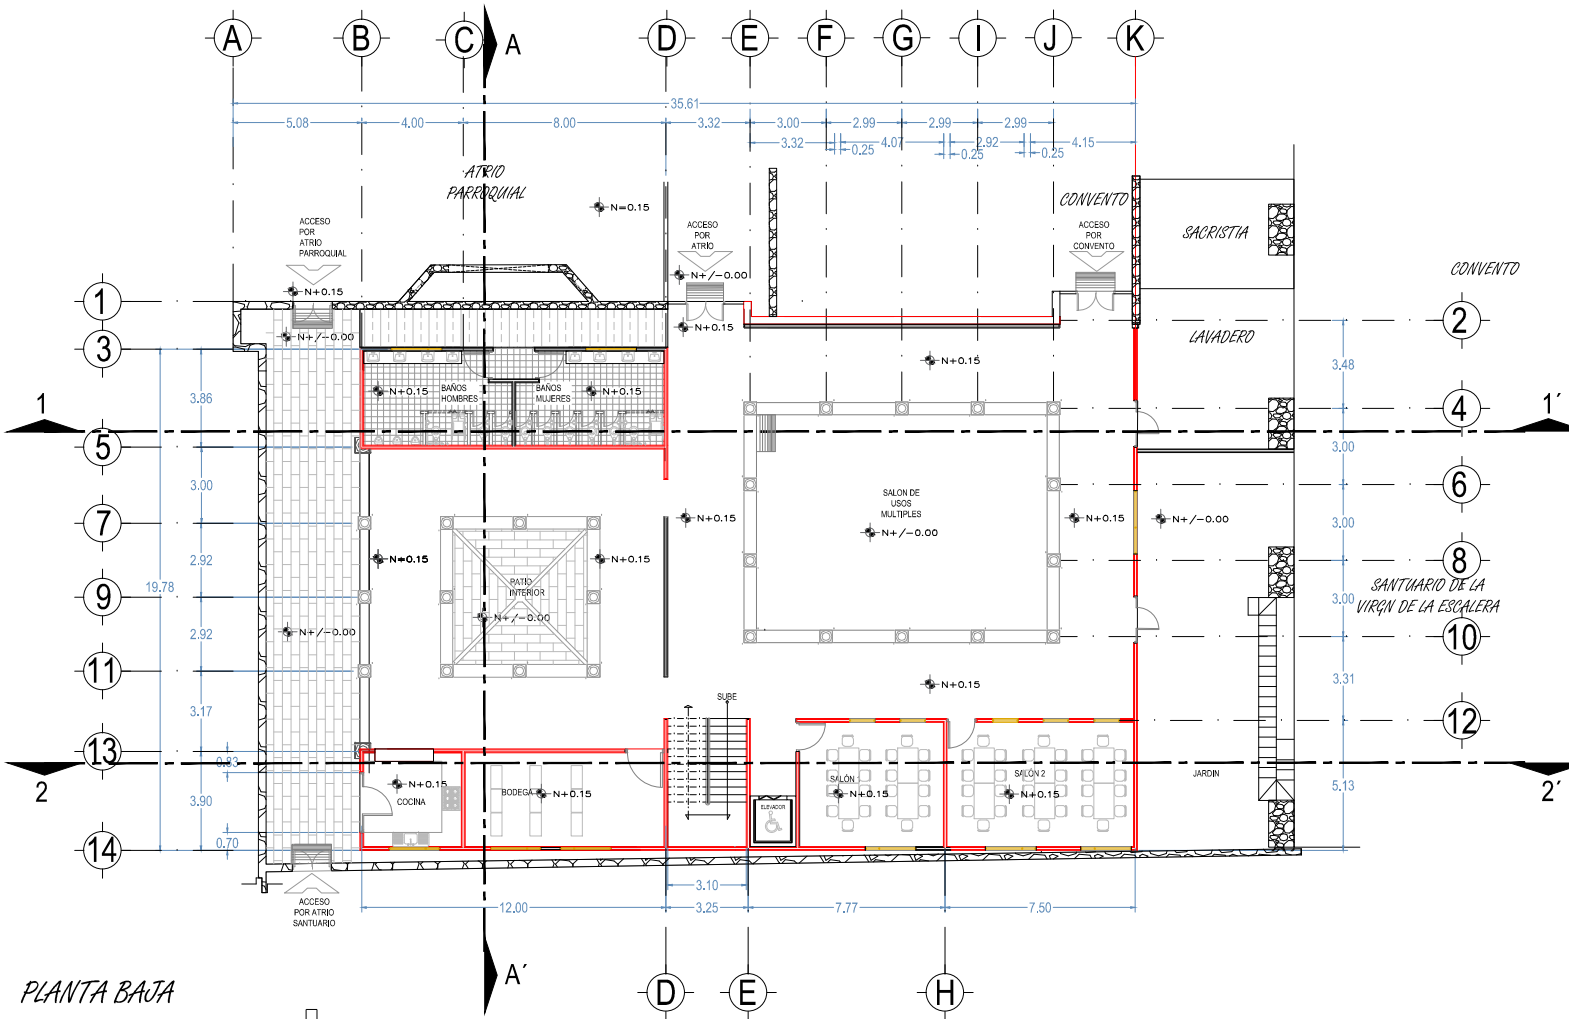 A
B
C
A
D
E
F
G
I
J
K
35.61
5.08
4.00
8.00
3.32
3.00
2.99
2.99
2.99
3.32
0.25
4.07
0.25
2.92
0.25
4.15
ATRIO
PARROQUIAL
N=0.15
ACCESO
POR
ATRIO
PARROQUIAL
ACCESO
POR
ATRIO
CONVENTO
ACCESO
POR
CONVENTO
SACRISTIA
CONVENTO
N+0.15
N+/-0.00
1
2
3
N+/-0.00
N+0.15
LAVADERO
N+0.15
3.48
3.86
N+0.15
BAÑOS
HOMBRES
BAÑOS
MUJERES
N+0.15
1
1´
4
5
3.00
3.00
6
SALON DE
USOS
MULTIPLES
N+/-0.00
N+0.15
N+0.15
N+/-0.00
7
3.00
2.92
N+0.15
N+0.15
8
19.78
PATIO
INTERIOR
N+/-0.00
9
3.00
SANTUARIO DE LA
VIRGN DE LA ESCALERA
N+/-0.00
2.92
10
11
3.17
N+0.15
3.31
SUBE
12
13
0.83
2
2´
N+0.15
COCINA
BODEGA
N+0.15
ELEVADOR
SALÓN 1
N+0.15
SALÓN 2
N+0.15
JARDIN
5.13
3.90
0.70
14
ACCESO
POR ATRIO
SANTUARIO
3.10
12.00
3.25
7.77
7.50
A´
D
E
H
PLANTA BAJA